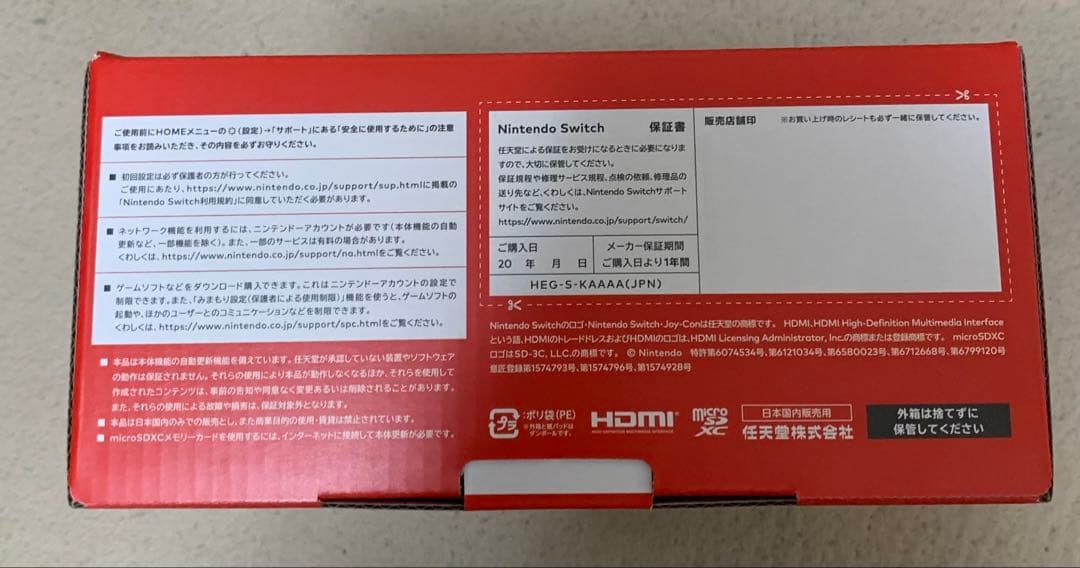 ご使用前にHOMEメニューの(設定)→「サポート」にある「安全に使用するために」の注意
事項をお読みいただき、その内容を必ずお守りください。
■ 初回設定は必ず保護者の方が行ってください。
ご使用にあたり、https://www.nintendo.co.jp/support/sup.htmlに掲載の
「Nintendo Switch利用規約」に同意していただく必要があります。
■ ネットワーク機能を利用するには、ニンテンドーアカウントが必要です(本体機能の自動
更新など、一部機能を除く)。また、一部のサービスは有料の場合があります。
くわしくは、https://www.nintendo.co.jp/support/na.htmlをご覧ください。
■ ゲームソフトなどをダウンロード購入できます。これはニンテンドーアカウントの設定で
制限できます。また、「みまもり設定(保護者による使用制限)」機能を使うと、ゲームソフトの
起動や、ほかのユーザーとのコミュニケーションなどを制限できます。
くわしくは、https://www.nintendo.co.jp/support/spc.htmlをご覧ください。
■ 本品は本体機能の自動更新機能を備えています。任天堂が承認していない装置やソフトウェア
の動作は保証されません。それらの使用により本品が動作しなくなるほか、それらを使用して
作成されたコンテンツは、事前の告知や同意なく変更あるいは削除されることがあります。
また、それらの使用による故障や損害は、保証対象外となります。
■ 本品は日本国内のみでの販売とし、また商業目的の使用・賃貸は禁止されています。
■ microSDXCメモリーカードを使用するには、インターネットに接続して本体更新が必要です。
Nintendo Switch 保証書
任天堂による保証をお受けになるときに必要になりま
すので、大切に保管してください。
保証規程や修理サービス規程、点検の依頼、修理品の
送り先など、くわしくは、Nintendo Switchサポート
サイトをご覧ください。
https://www.nintendo.co.jp/support/switch/
ご購入日
20 年 月 日
メーカー保証期間
ご購入日より1年間
HEG-S-KAAAA(JPN)
販売店舗印 ※お買い上げ時のレシートも必ず一緒に保管してください。
Nintendo Switchのロゴ・Nintendo Switch・Joy-Conは任天堂の商標です。 HDMI、HDMI High-Definition Multimedia Interface
という語、HDMIのトレードドレスおよびHDMIのロゴは、HDMI Licensing Administrator, Inc.の商標または登録商標です。 microSDXC
ロゴはSD-3C, LLC.の商標です。 © Nintendo 特許第6074534号、第6121034号、第6580023号、第6712668号、第6799120号
意匠登録第1574793号、第1574796号、第1574928号
プラ
:ポリ袋(PE)
※外箱と紙パッドは
ダンボールです。
HDMI
HIGH-DEFINITION MULTIMEDIA INTERFACE
micro
SD
XC
日本国内販売用
任天堂株式会社
外箱は捨てずに
保管してください